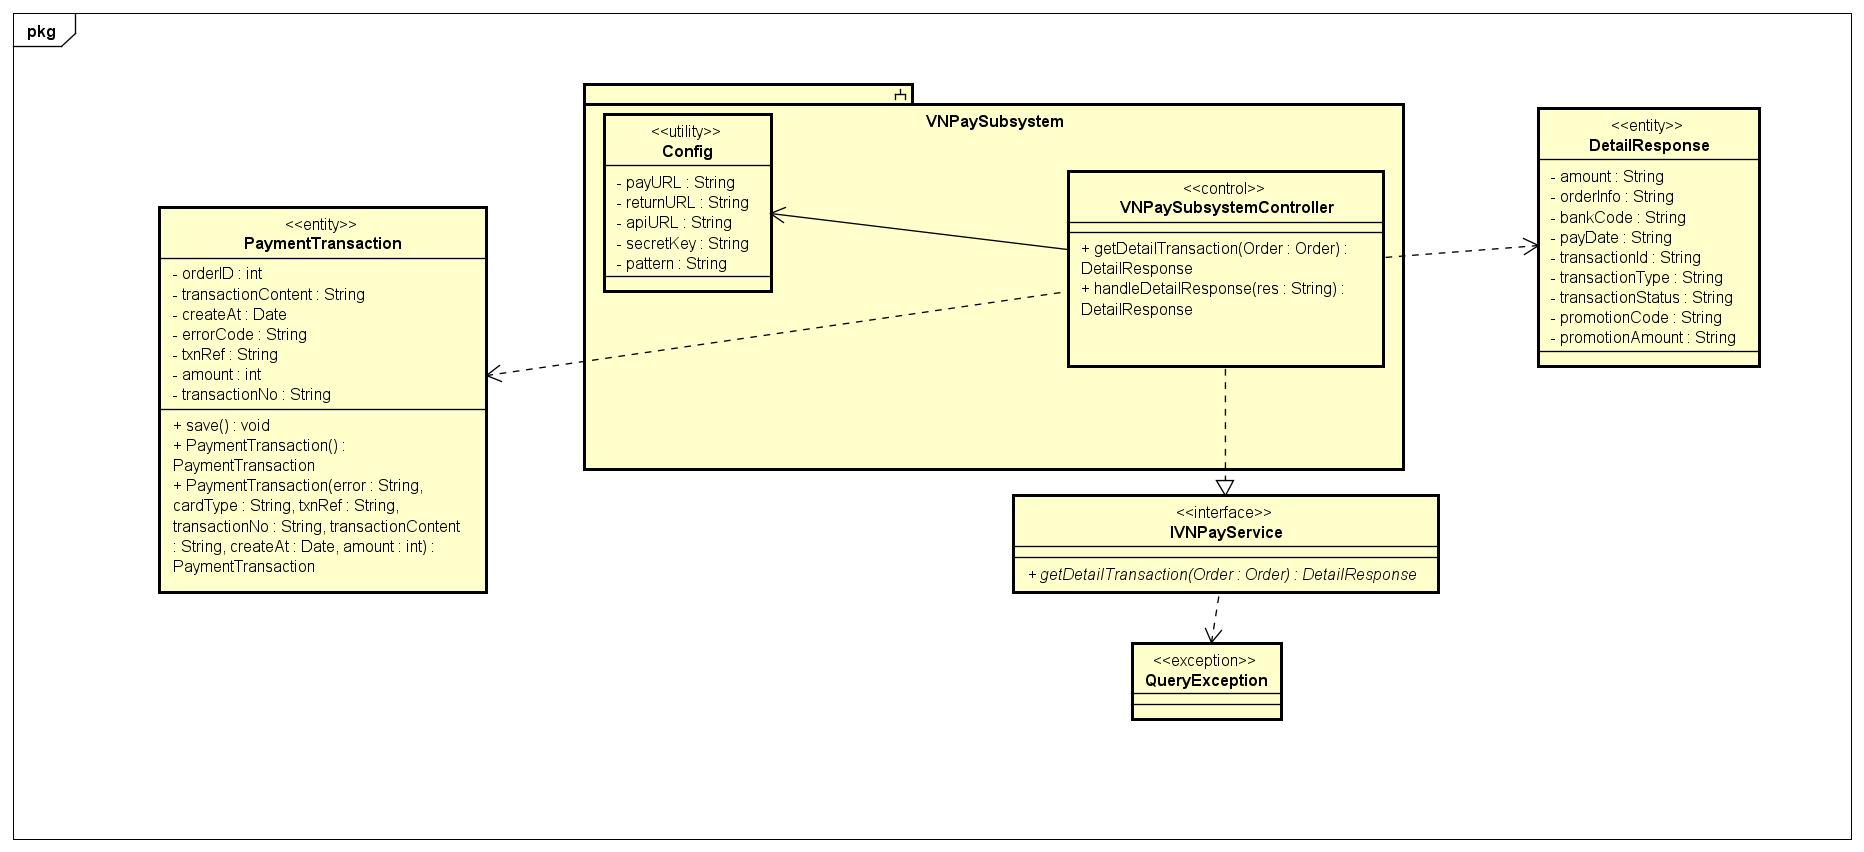 pkg
<<entity>>
PaymentTransaction
- orderID : int
- transactionContent : String
- createAt : Date
- errorCode : String
- txnRef : String
- amount : int
- transactionNo : String
+ save() : void
+ PaymentTransaction() :
PaymentTransaction
+ PaymentTransaction(error : String,
cardType : String, txnRef : String,
transactionNo : String, transactionContent
: String, createAt : Date, amount : int) :
PaymentTransaction
VNPaySubsystem
<<utility>>
Config
- payURL : String
- returnURL : String
- apiURL : String
- secretKey : String
- pattern : String
<<control>>
VNPaySubsystemController
+ getDetailTransaction(Order : Order) :
DetailResponse
+ handleDetailResponse(res : String) :
DetailResponse
<<entity>>
DetailResponse
- amount : String
- orderInfo : String
- bankCode : String
- payDate : String
- transactionId : String
- transactionType : String
- transactionStatus : String
- promotionCode : String
- promotionAmount : String
<<interface>>
IVNPayService
+ getDetailTransaction(Order : Order) : DetailResponse
<<exception>>
QueryException